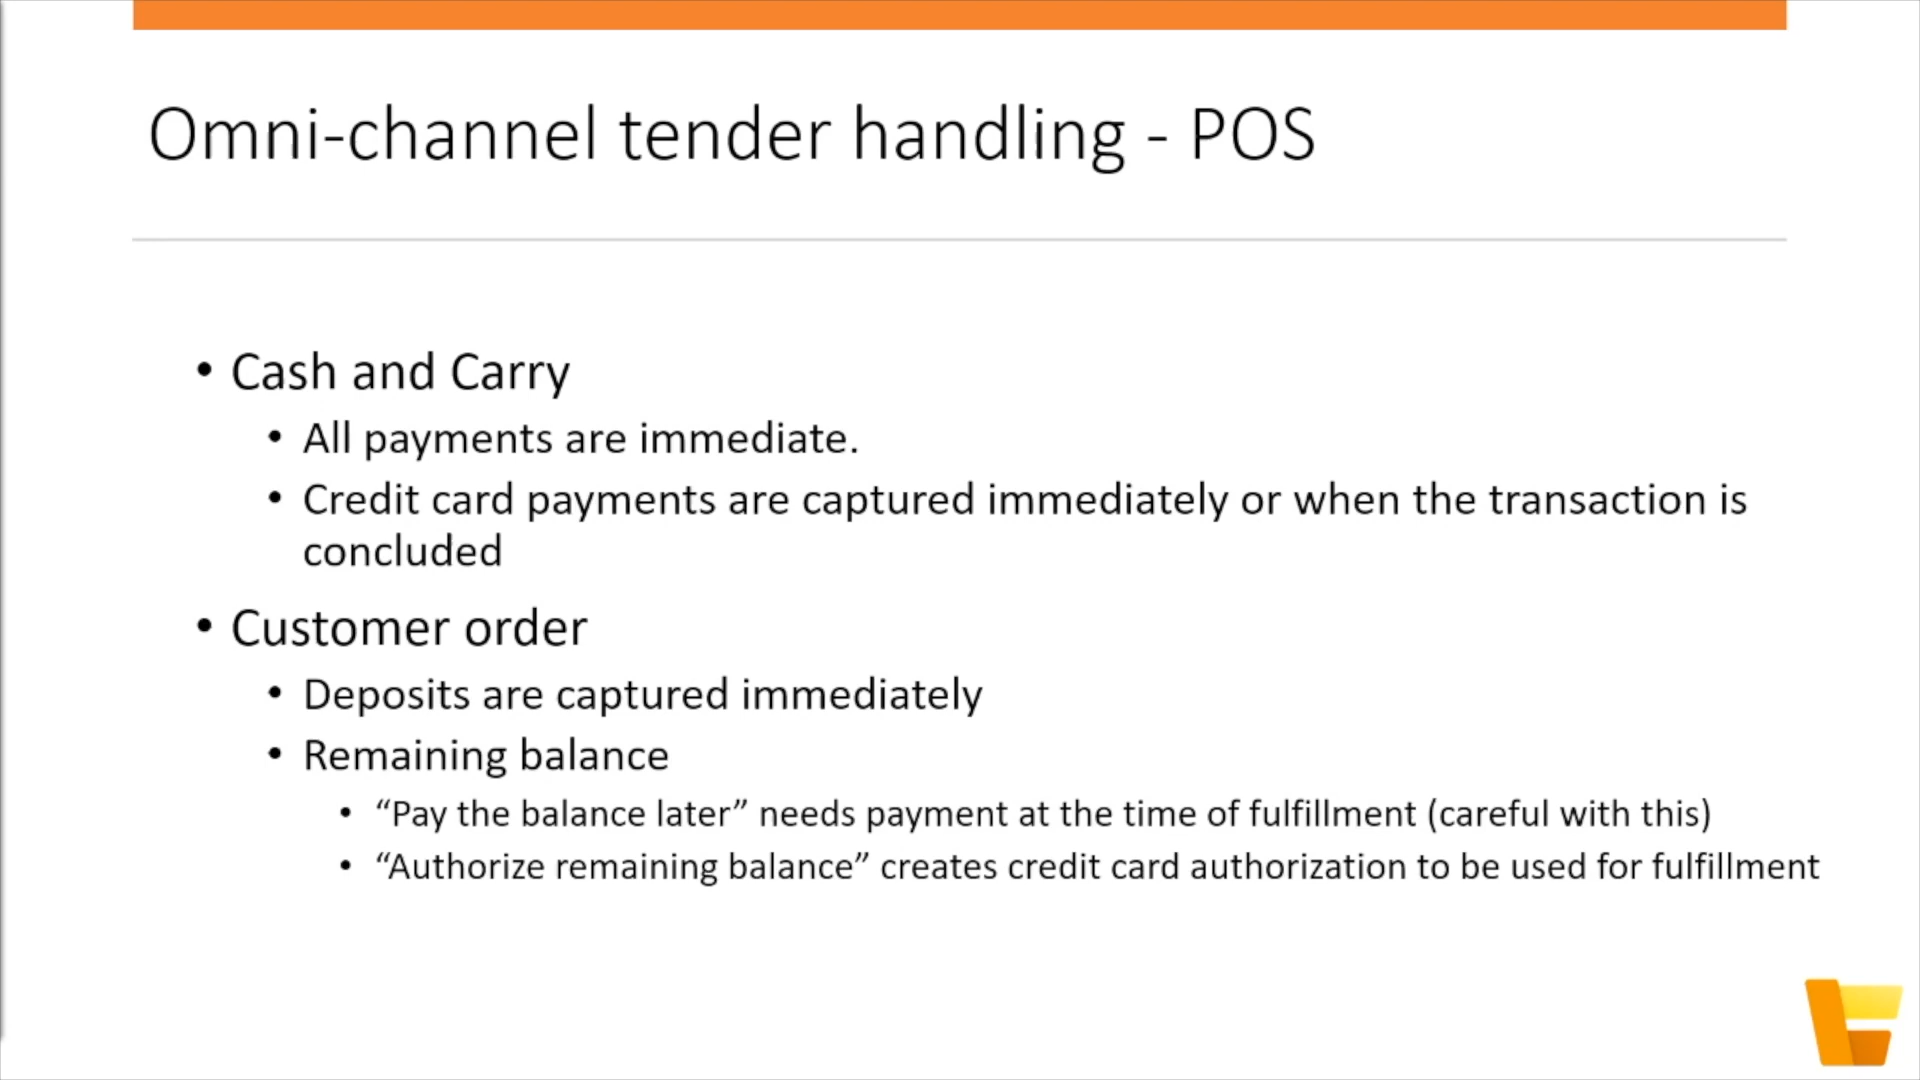 Omni-channel tender handling - POS
• Cash and Carry
• All payments are immediate.
• Credit card payments are captured immediately or when the transaction is
concluded
• Customer order
• Deposits are captured immediately
• Remaining balance
• “Pay the balance later” needs payment at the time of fulfillment (careful with this)
• “Authorize remaining balance” creates credit card authorization to be used for fulfillment